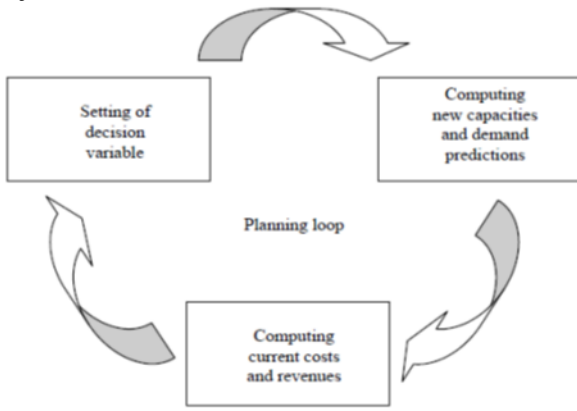 Setting of
decision
variable
Computing
new capacities
and demand
predictions
Planning loop
Computing
current costs
and revenues